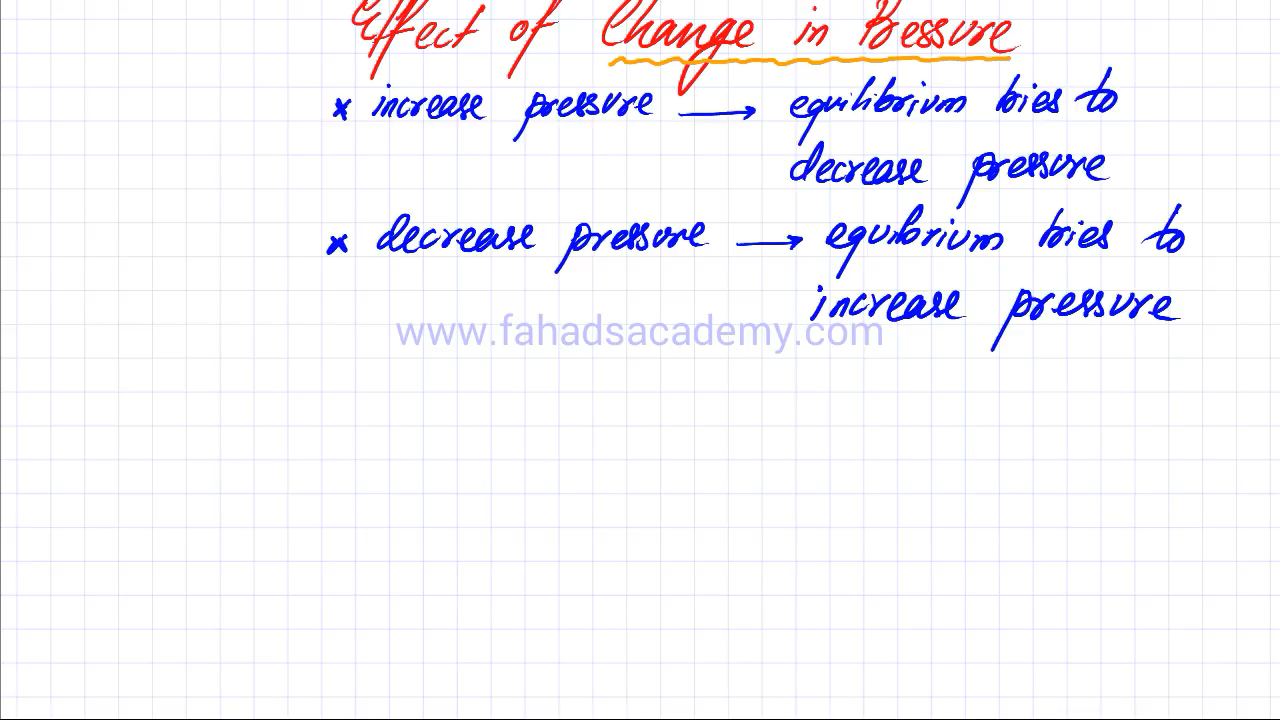 Effect of Change in Pressure
* increase pressure → equilibrium tries to
decrease pressure
* decrease pressure → equilibrium tries to
increase pressure
www.fahadsacademy.com